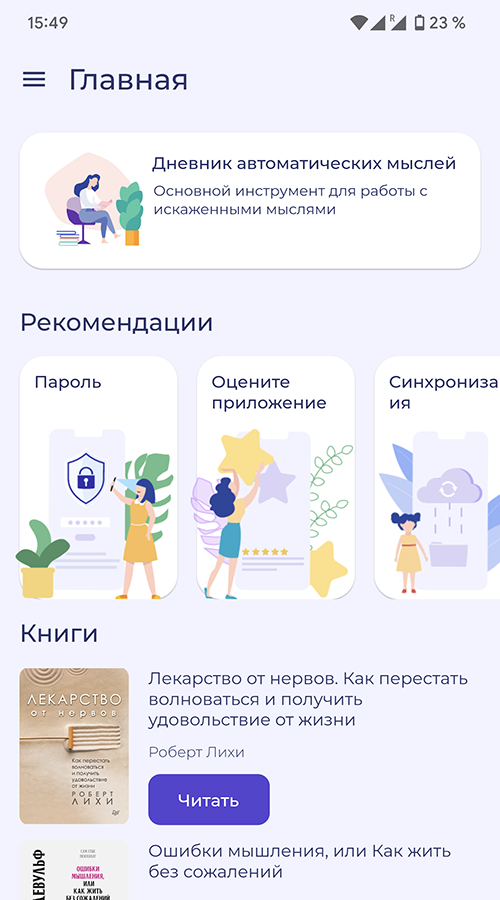 15:49
R
23 %
Главная
Дневник автоматических мыслей
Основной инструмент для работы с
искаженными мыслями
Рекомендации
Пароль
Оцените
приложение
Синхрониза
ия
Книги
ЛЕКАРСТВО
от нервов
Как перестать
волноваться
и получить
удовольствие
от жизни
РОБЕРТ
ЛИХИ
Лекарство от нервов. Как перестать
волноваться и получить
удовольствие от жизни
Роберт Лихи
Читать
ЛЕВУЛЬФ
ОШИБКИ
МЫШЛЕНИЯ,
ИЛИ
КАК ЖИТЬ
БЕЗ СОЖАЛЕНИЙ
Ошибки мышления, или Как жить
без сожалений